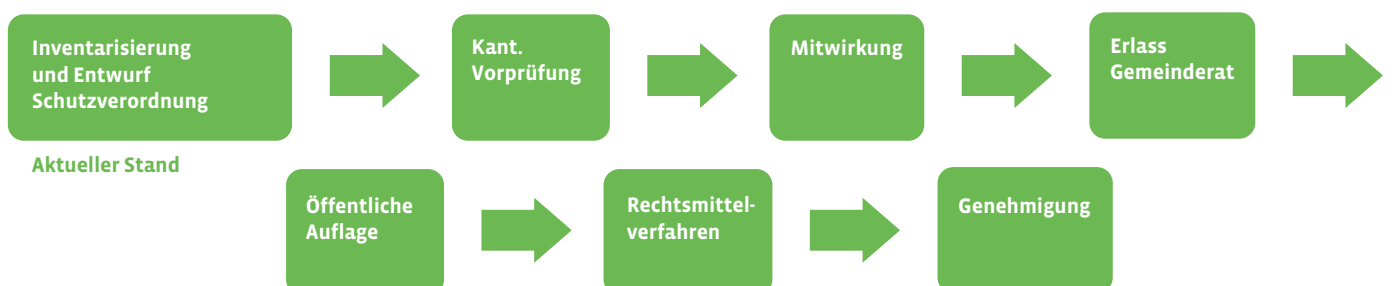 Inventarisierung
und Entwurf
Schutzverordnung
Kant.
Vorprüfung
Mitwirkung
Erlass
Gemeinderat
Aktueller Stand
Öffentliche
Auflage
Rechtsmittel-
verfahren
Genehmigung